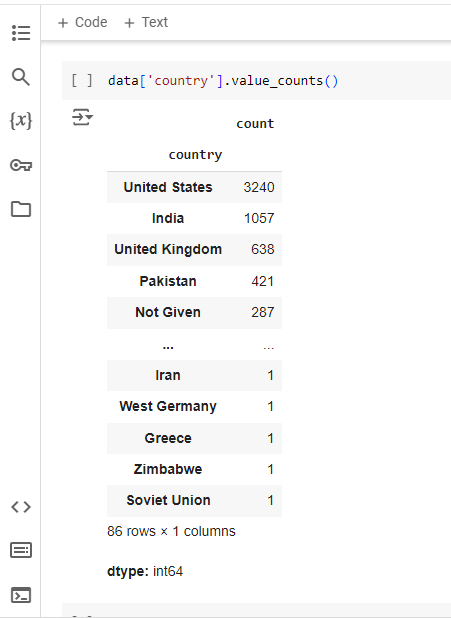 + Code + Text
{x}
[ ] data['country'].value_counts()
count
country
United States 3240
India 1057
United Kingdom 638
Pakistan 421
Not Given 287
... ...
Iran 1
West Germany 1
Greece 1
Zimbabwe 1
Soviet Union 1
86 rows × 1 columns
dtype: int64